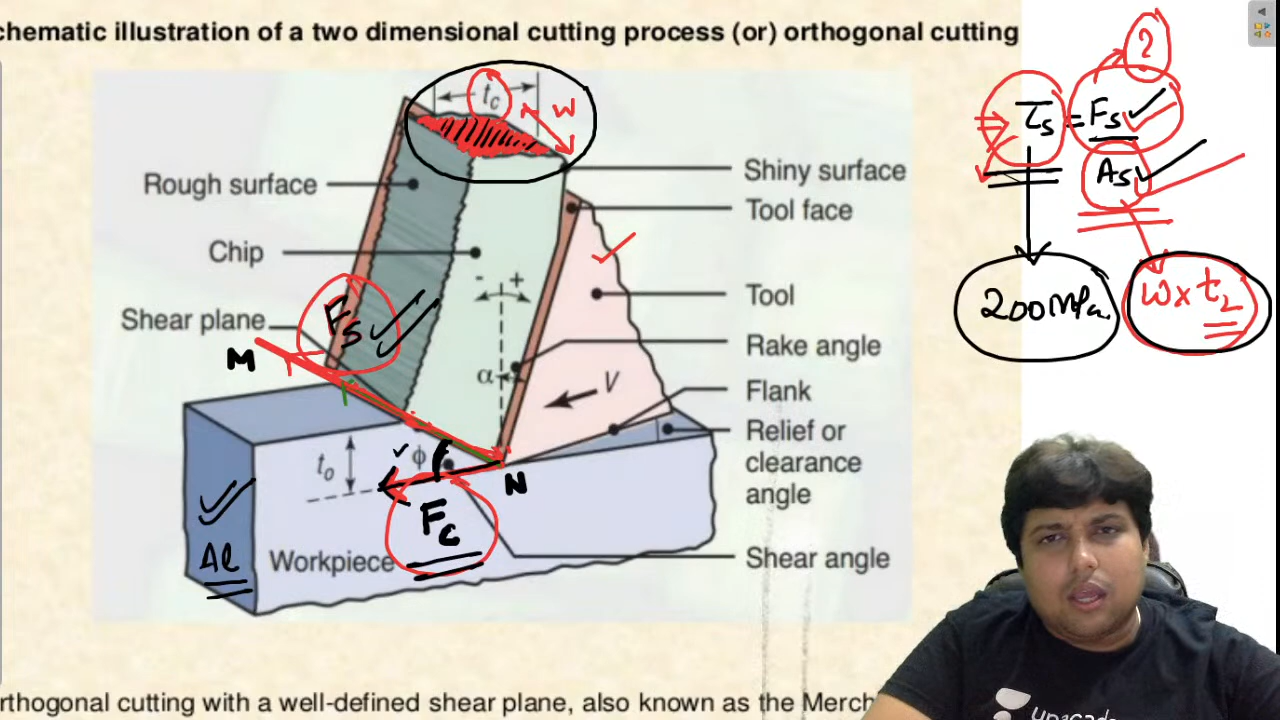 chematic illustration of a two dimensional cutting process (or) orthogonal cutting
?
tc
w
τs = Fs
As
Rough surface
Shiny surface
Tool face
Chip
- +
Tool
200MPa
w x t2
Shear plane
Fs
M
Rake angle
α
V
Flank
Relief or
clearance
angle
to
ϕ
N
Fc
Al
Workpiece
Shear angle
rthogonal cutting with a well-defined shear plane, also known as the Merch